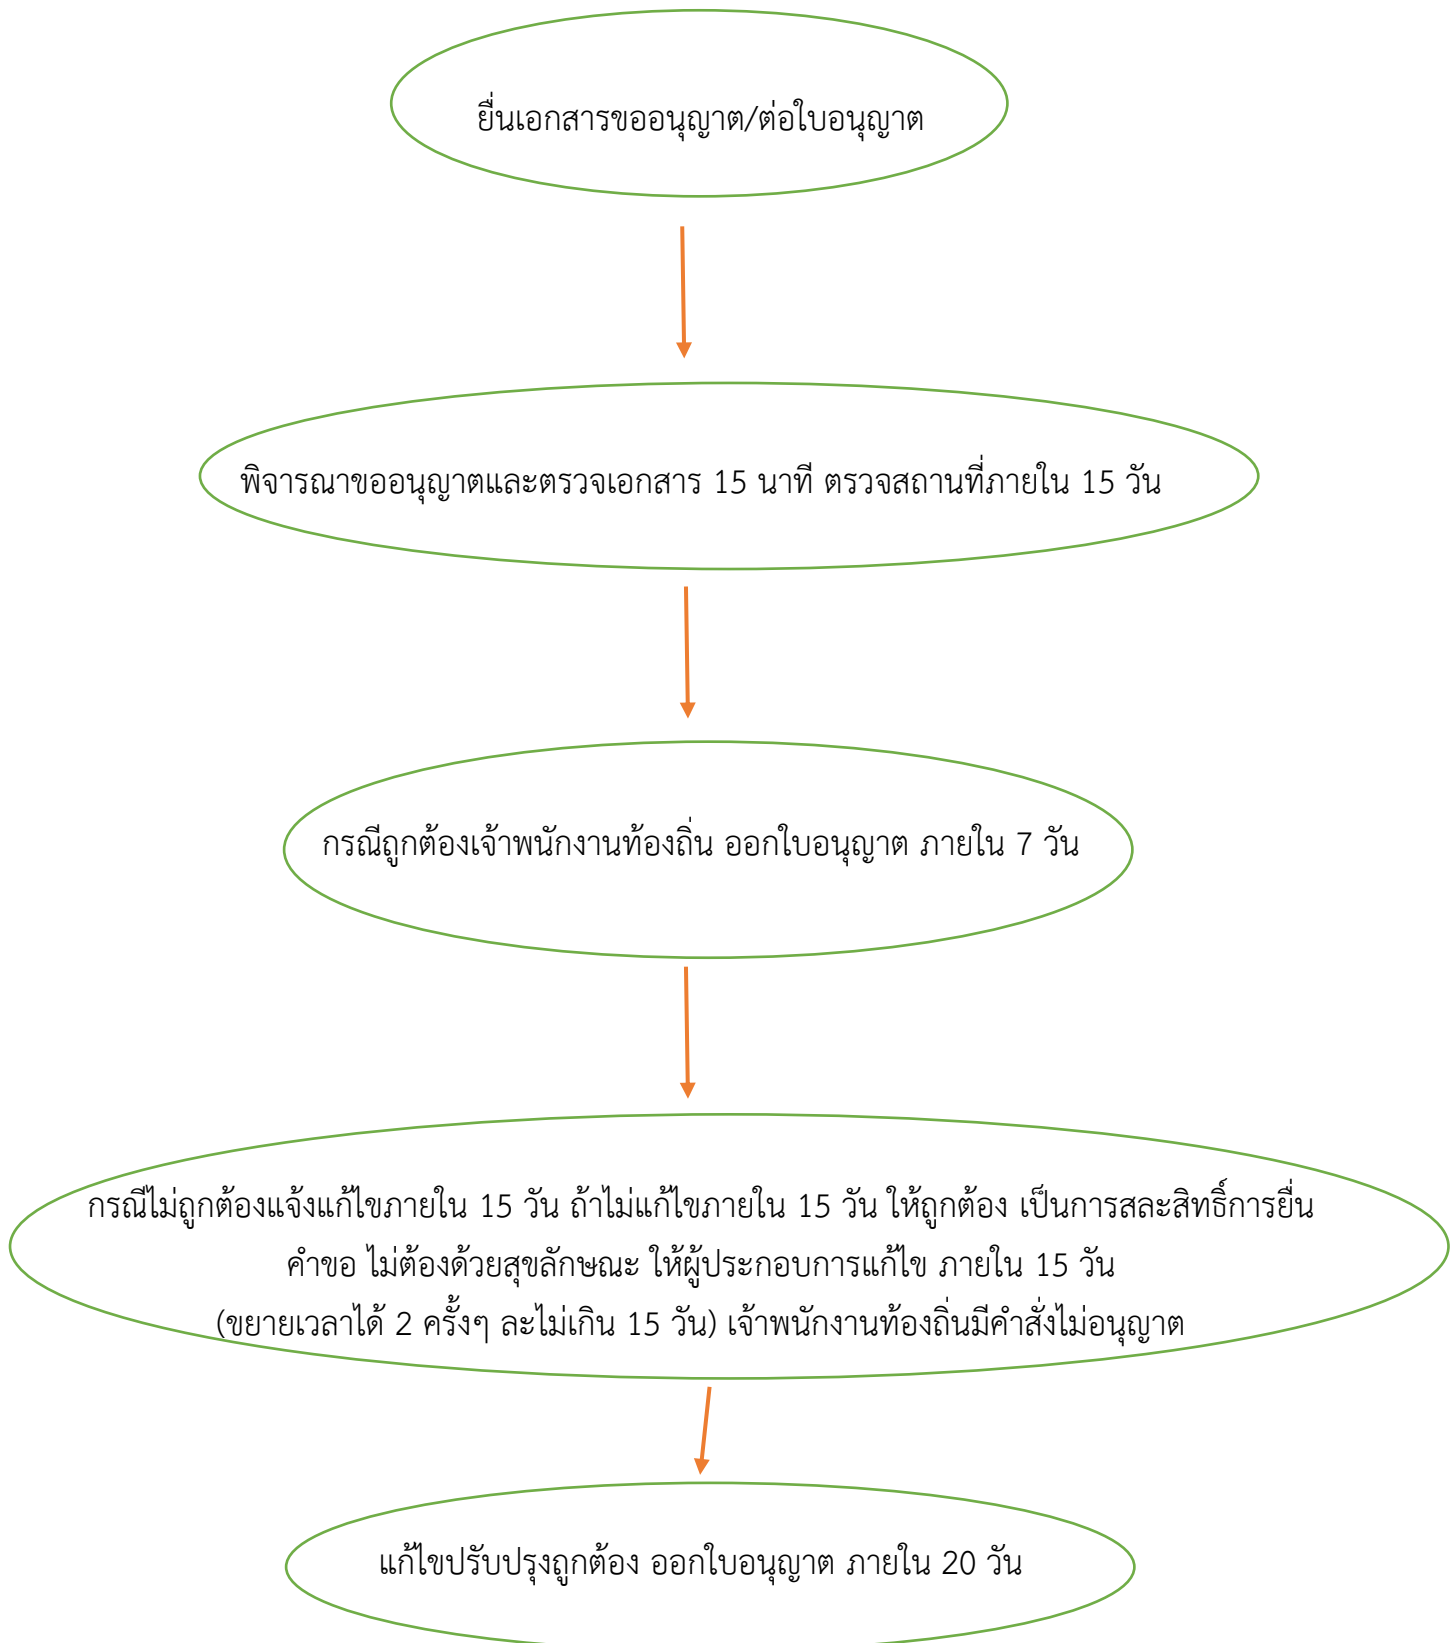 ยื่นเอกสารขออนุญาต/ต่อใบอนุญาต
พิจารณาขออนุญาตและตรวจเอกสาร 15 นาที ตรวจสถานที่ภายใน 15 วัน
กรณีถูกต้องเจ้าพนักงานท้องถิ่น ออกใบอนุญาต ภายใน 7 วัน
กรณีไม่ถูกต้องแจ้งแก้ไขภายใน 15 วัน ถ้าไม่แก้ไขภายใน 15 วัน ให้ถูกต้อง เป็นการสละสิทธิ์การยื่น
คำขอ ไม่ต้องด้วยสุขลักษณะ ให้ผู้ประกอบการแก้ไข ภายใน 15 วัน
(ขยายเวลาได้ 2 ครั้งๆ ละไม่เกิน 15 วัน) เจ้าพนักงานท้องถิ่นมีคำสั่งไม่อนุญาต
แก้ไขปรับปรุงถูกต้อง ออกใบอนุญาต ภายใน 20 วัน